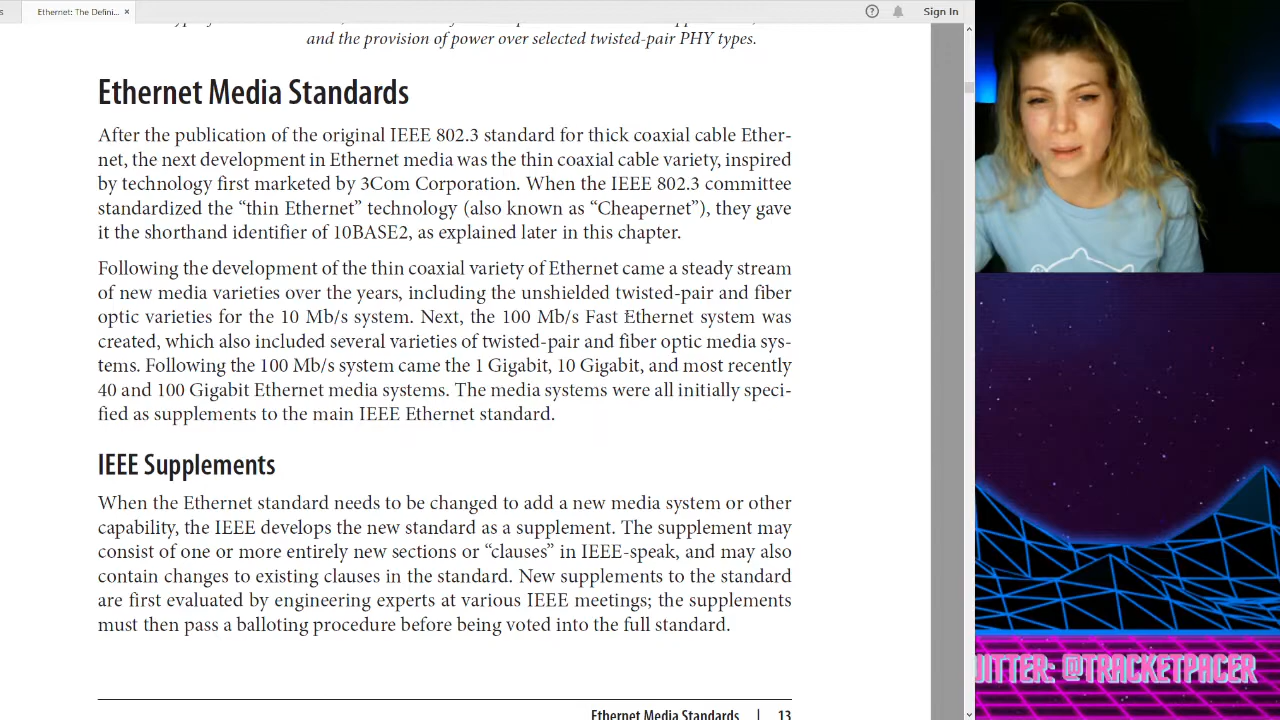 Ethernet: The Defini...
×
?
Sign In
and the provision of power over selected twisted-pair PHY types.
Ethernet Media Standards
After the publication of the original IEEE 802.3 standard for thick coaxial cable Ether-
net, the next development in Ethernet media was the thin coaxial cable variety, inspired
by technology first marketed by 3Com Corporation. When the IEEE 802.3 committee
standardized the “thin Ethernet” technology (also known as “Cheapernet”), they gave
it the shorthand identifier of 10BASE2, as explained later in this chapter.
Following the development of the thin coaxial variety of Ethernet came a steady stream
of new media varieties over the years, including the unshielded twisted-pair and fiber
optic varieties for the 10 Mb/s system. Next, the 100 Mb/s Fast Ethernet system was
created, which also included several varieties of twisted-pair and fiber optic media sys-
tems. Following the 100 Mb/s system came the 1 Gigabit, 10 Gigabit, and most recently
40 and 100 Gigabit Ethernet media systems. The media systems were all initially speci-
fied as supplements to the main IEEE Ethernet standard.
IEEE Supplements
When the Ethernet standard needs to be changed to add a new media system or other
capability, the IEEE develops the new standard as a supplement. The supplement may
consist of one or more entirely new sections or “clauses” in IEEE-speak, and may also
contain changes to existing clauses in the standard. New supplements to the standard
are first evaluated by engineering experts at various IEEE meetings; the supplements
must then pass a balloting procedure before being voted into the full standard.
Ethernet Media Standards | 13
WITTER: @TRACKETPACER